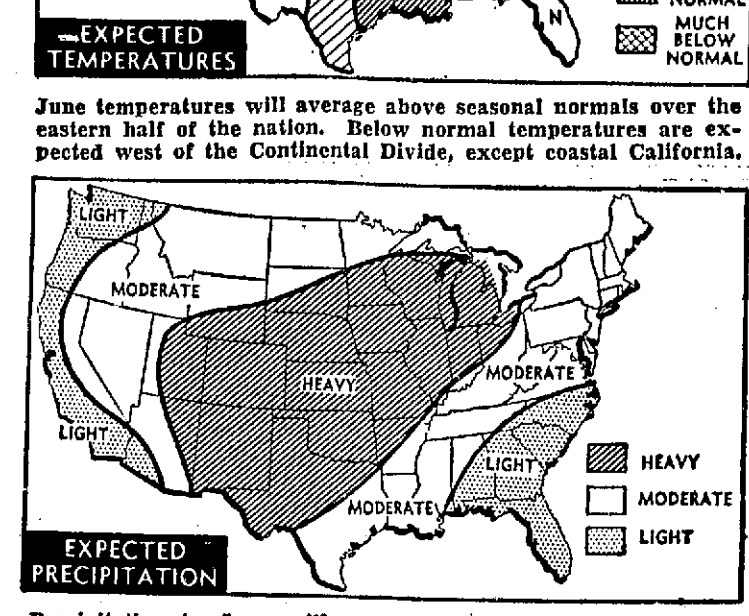 NORMAL
N
EXPECTED
TEMPERATURES
MUCH
BELOW
NORMAL
June temperatures will average above seasonal normals over the
eastern half of the nation. Below normal temperatures are ex-
pected west of the Continental Divide, except coastal California.
LIGHT
MODERATE
HEAVY
MODERATE
LIGHT
LIGHT
MODERATE
HEAVY
MODERATE
LIGHT
EXPECTED
PRECIPITATION